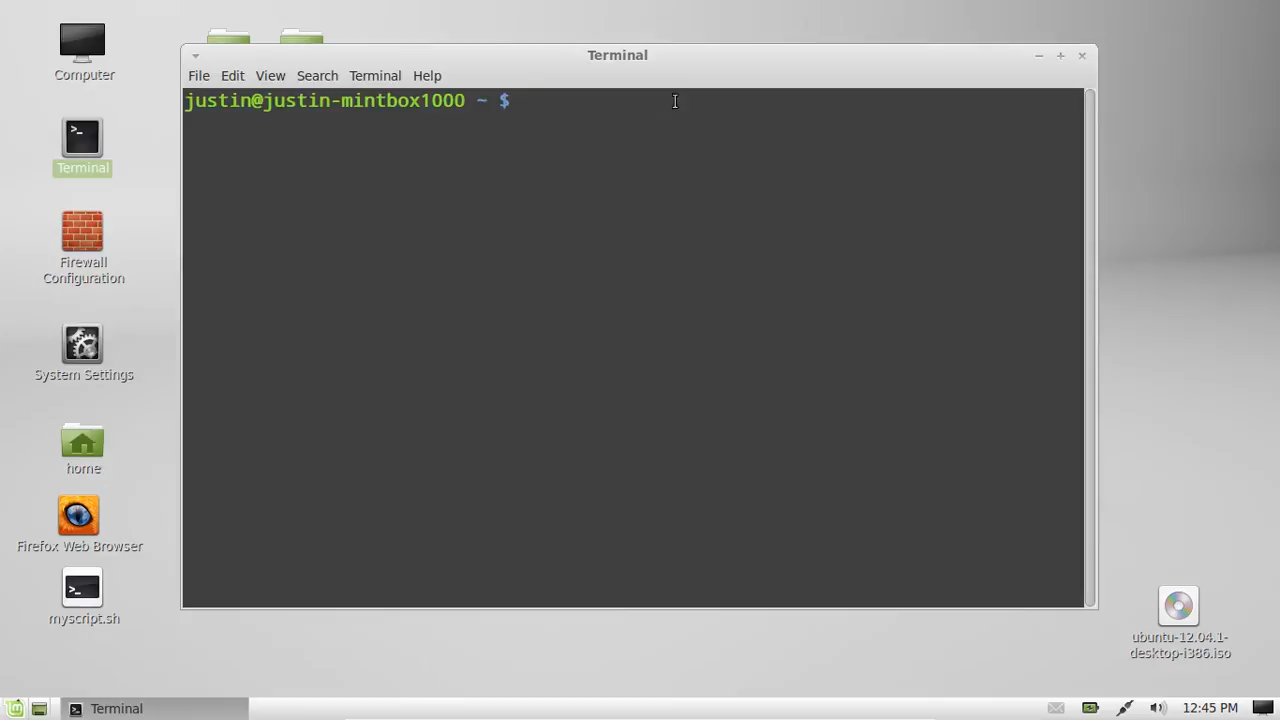 Computer
Terminal
Firewall
Configuration
System Settings
home
Firefox Web Browser
myscript.sh
Terminal
File Edit View Search Terminal Help
justin@justin-mintbox1000 ~ $
>_
>_
ubuntu-12.04.1-
desktop-i386.iso
Terminal
12:45 PM